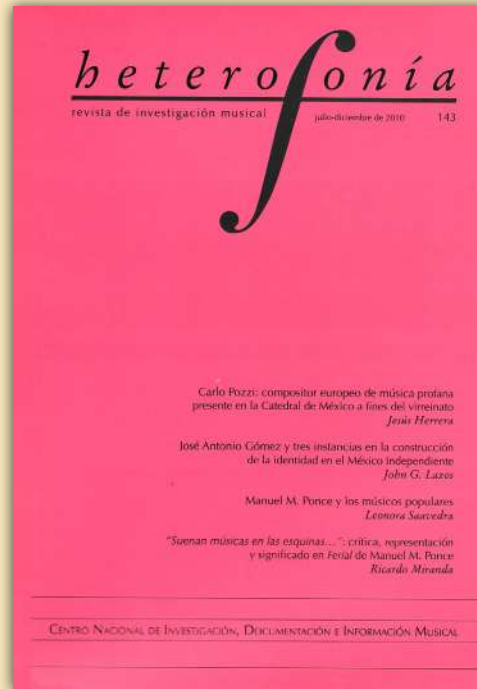 heterofonía
revista de investigación musical julio-diciembre de 2010 143
Carlo Pozzi: compositor europeo de música profana
presente en la Catedral de México a fines del virreinato
Jesús Herrera
José Antonio Gómez y tres instancias en la construcción
de la identidad en el México Independiente
John G. Lazos
Manuel M. Ponce y los músicos populares
Leonora Saavedra
"Suenan músicas en las esquinas...": crítica, representación
y significado en Ferial de Manuel M. Ponce
Ricardo Miranda
CENTRO NACIONAL DE INVESTIGACIÓN, DOCUMENTACIÓN E INFORMACIÓN MUSICAL